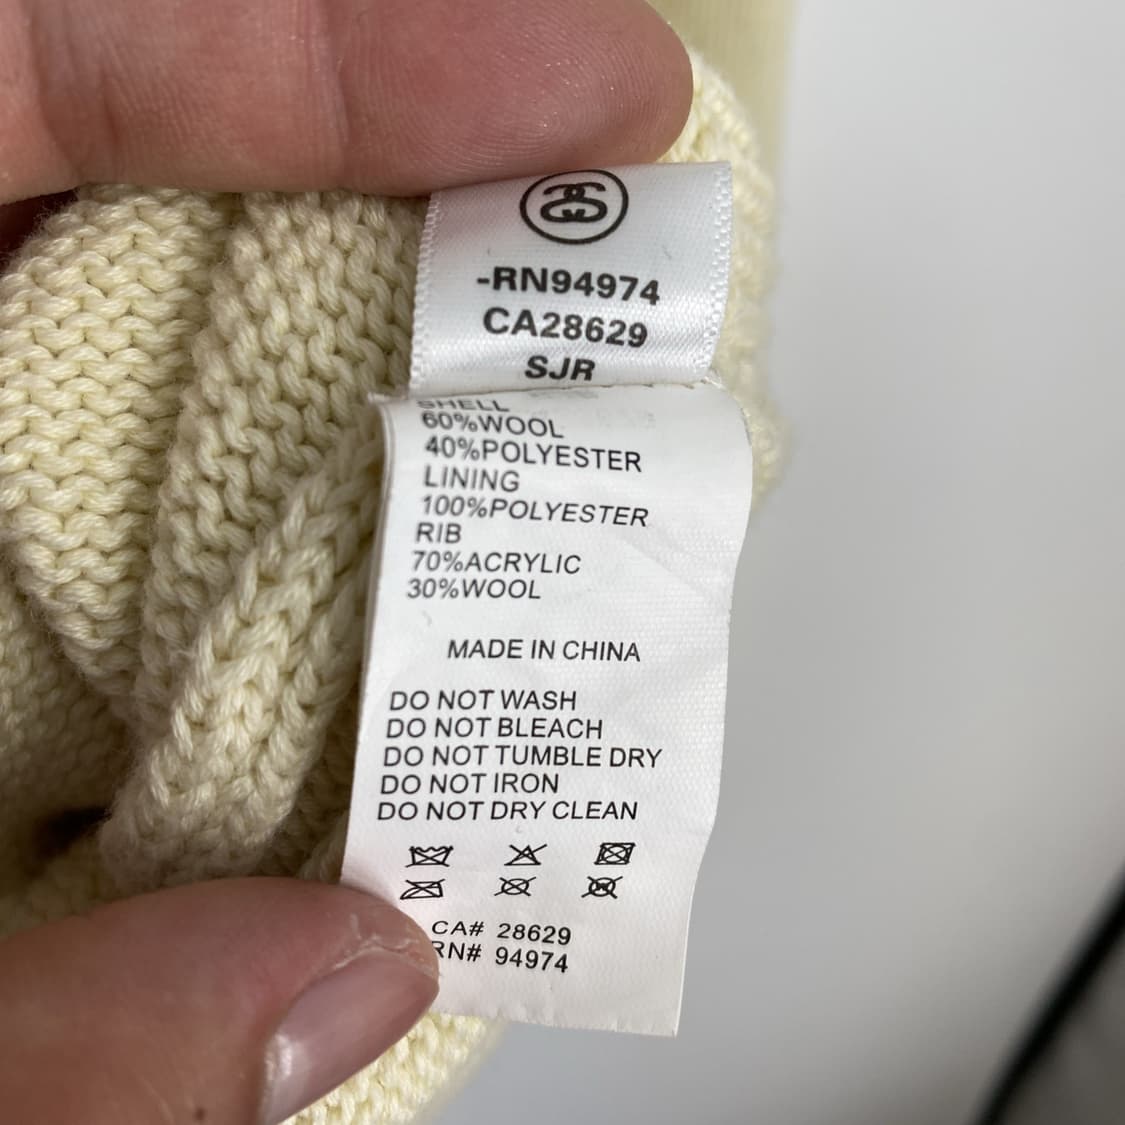 -RN94974
CA28629
SJR
SHELL
60%WOOL
40%POLYESTER
LINING
100%POLYESTER
RIB
70%ACRYLIC
30%WOOL
MADE IN CHINA
DO NOT WASH
DO NOT BLEACH
DO NOT TUMBLE DRY
DO NOT IRON
DO NOT DRY CLEAN
CA# 28629
RN# 94974